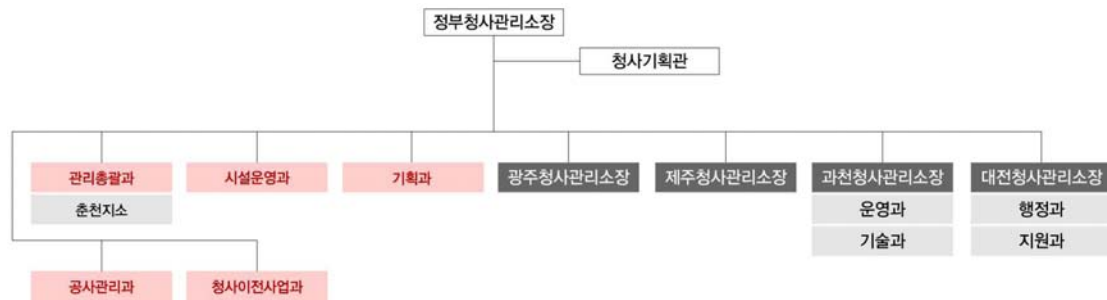 정부청사관리소장
청사기획관
관리총괄과
시설운영과
기획과
광주청사관리소장
제주청사관리소장
과천청사관리소장
대전청사관리소장
춘천지소
운영과
행정과
기술과
지원과
공사관리과
청사이전사업과